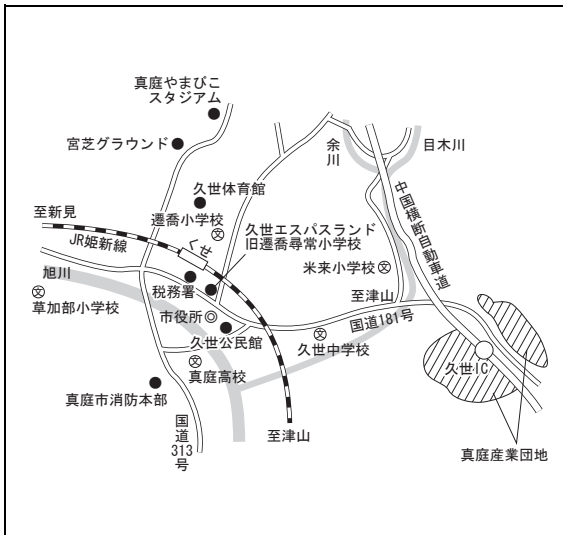 真庭やまびこ
スタジアム
宮芝グラウンド
余川
目木川
久世体育館
至新見
遷喬小学校
JR姫新線
くせ
久世エスパスランド
旧遷喬尋常小学校
中国横断自動車道
米来小学校
旭川
税務署
至津山
草加部小学校
市役所
国道181号
久世公民館
久世中学校
真庭高校
久世IC
真庭市消防本部
国道
313
号
至津山
真庭産業団地